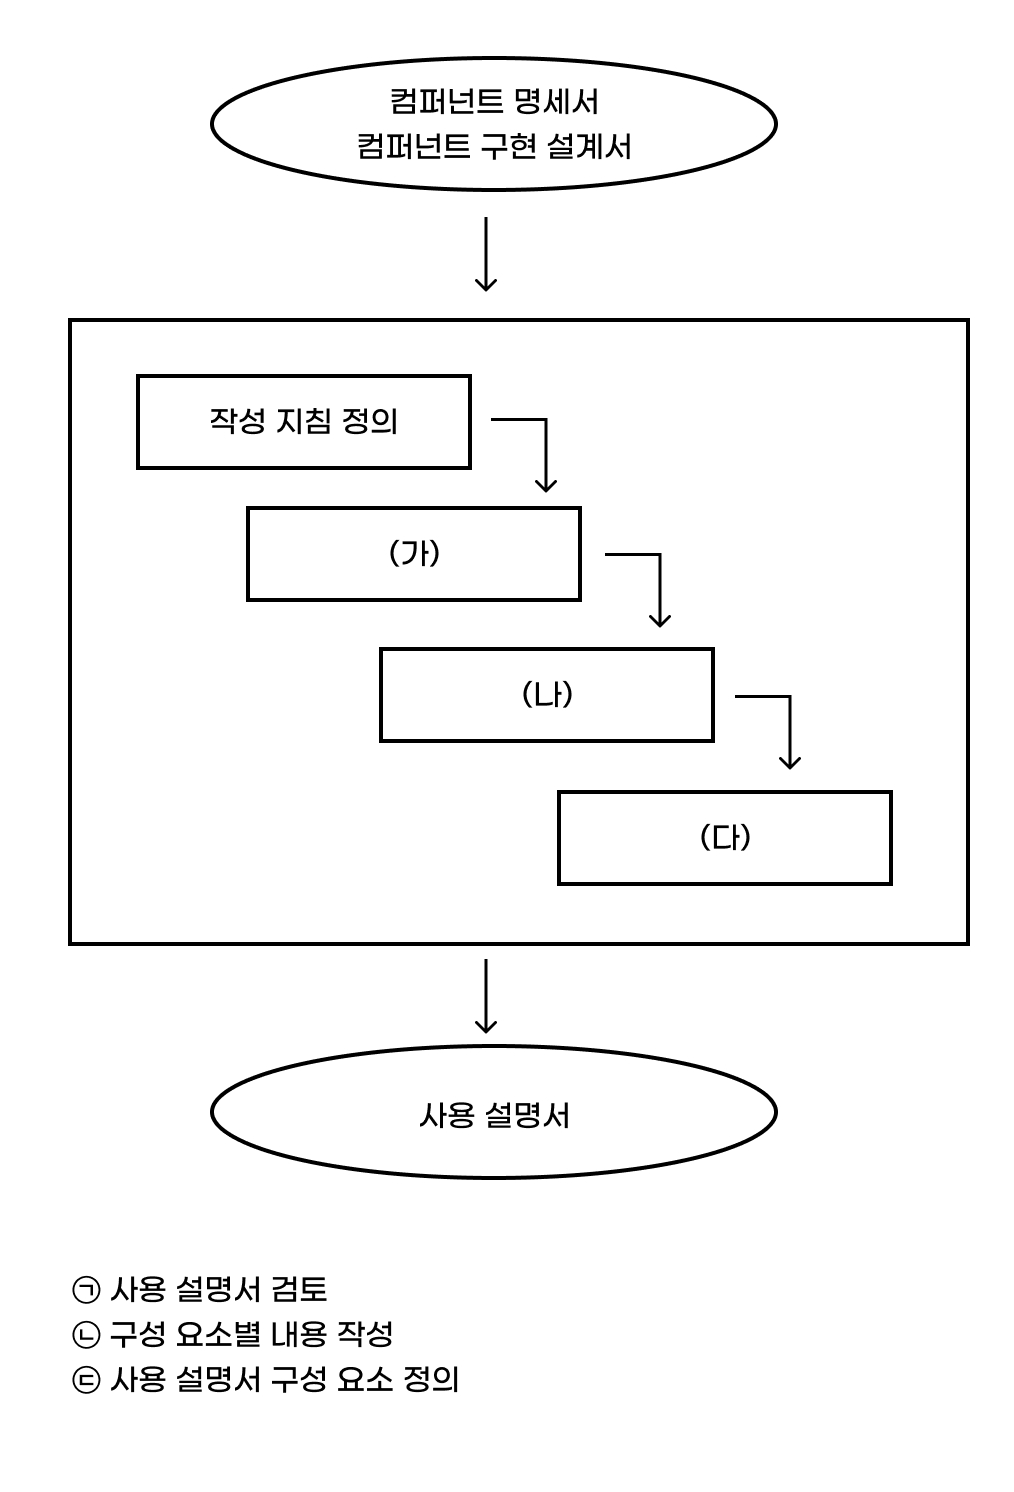 컴퍼넌트 명세서
컴퍼넌트 구현 설계서
작성 지침 정의
(가)
(나)
(다)
사용 설명서
㉠ 사용 설명서 검토
㉡ 구성 요소별 내용 작성
㉢ 사용 설명서 구성 요소 정의